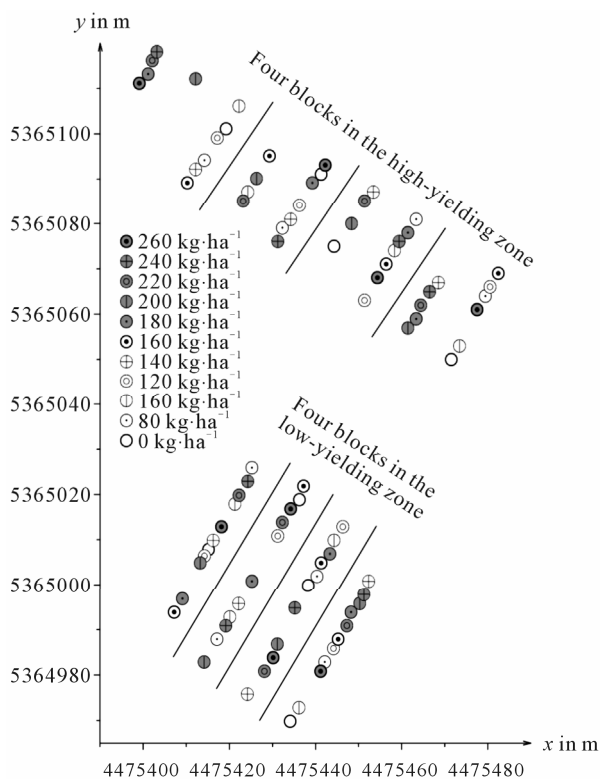 y in m
Four blocks in the high-yielding zone
5365100
5365080
5365060
5365040
5365020
5365000
5364980
260 kg·ha⁻¹
240 kg·ha⁻¹
220 kg·ha⁻¹
200 kg·ha⁻¹
180 kg·ha⁻¹
160 kg·ha⁻¹
140 kg·ha⁻¹
120 kg·ha⁻¹
160 kg·ha⁻¹
80 kg·ha⁻¹
0 kg·ha⁻¹
Four blocks in the
low-yielding zone
x in m
4475400 4475420 4475440 4475460 4475480